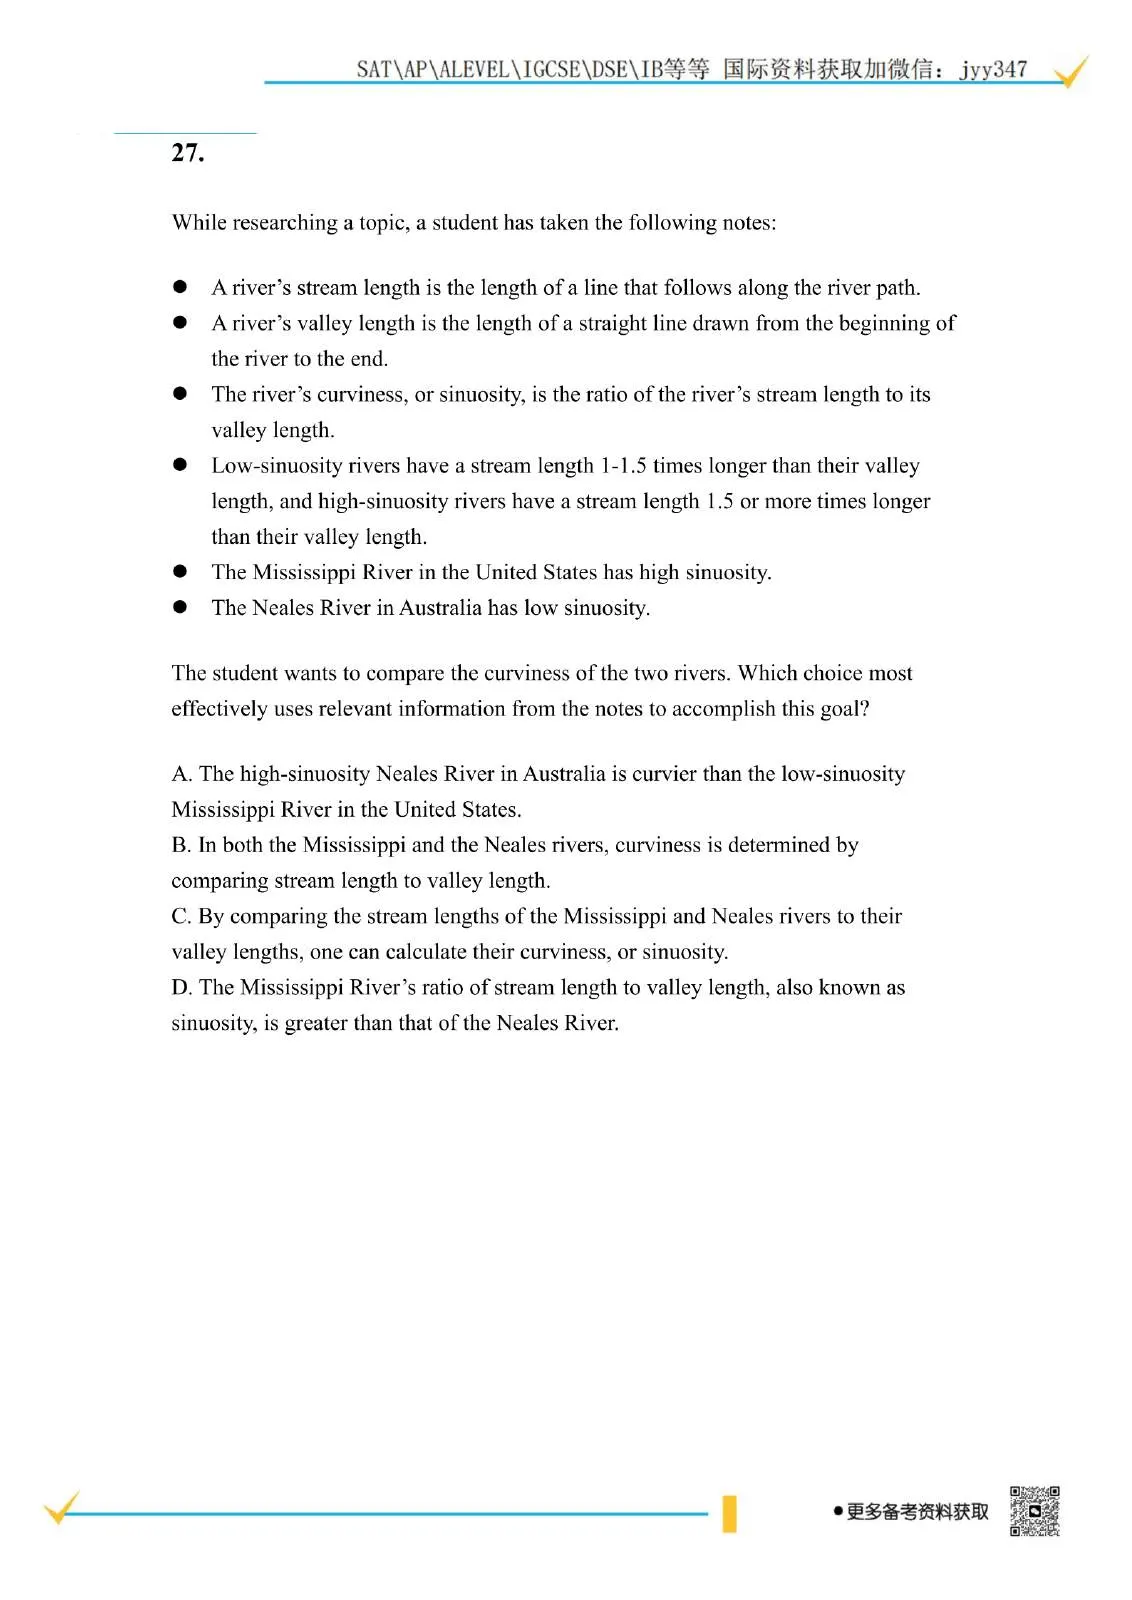 SAT\AP\ALEVEL\IGCSE\DSE\IB等等 国际资料获取加微信：jyy347
27.
While researching a topic, a student has taken the following notes:
● A river’s stream length is the length of a line that follows along the river path.
● A river’s valley length is the length of a straight line drawn from the beginning of
the river to the end.
● The river’s curviness, or sinuosity, is the ratio of the river’s stream length to its
valley length.
● Low-sinuosity rivers have a stream length 1-1.5 times longer than their valley
length, and high-sinuosity rivers have a stream length 1.5 or more times longer
than their valley length.
● The Mississippi River in the United States has high sinuosity.
● The Neales River in Australia has low sinuosity.
The student wants to compare the curviness of the two rivers. Which choice most
effectively uses relevant information from the notes to accomplish this goal?
A. The high-sinuosity Neales River in Australia is curvier than the low-sinuosity
Mississippi River in the United States.
B. In both the Mississippi and the Neales rivers, curviness is determined by
comparing stream length to valley length.
C. By comparing the stream lengths of the Mississippi and Neales rivers to their
valley lengths, one can calculate their curviness, or sinuosity.
D. The Mississippi River’s ratio of stream length to valley length, also known as
sinuosity, is greater than that of the Neales River.
●更多备考资料获取